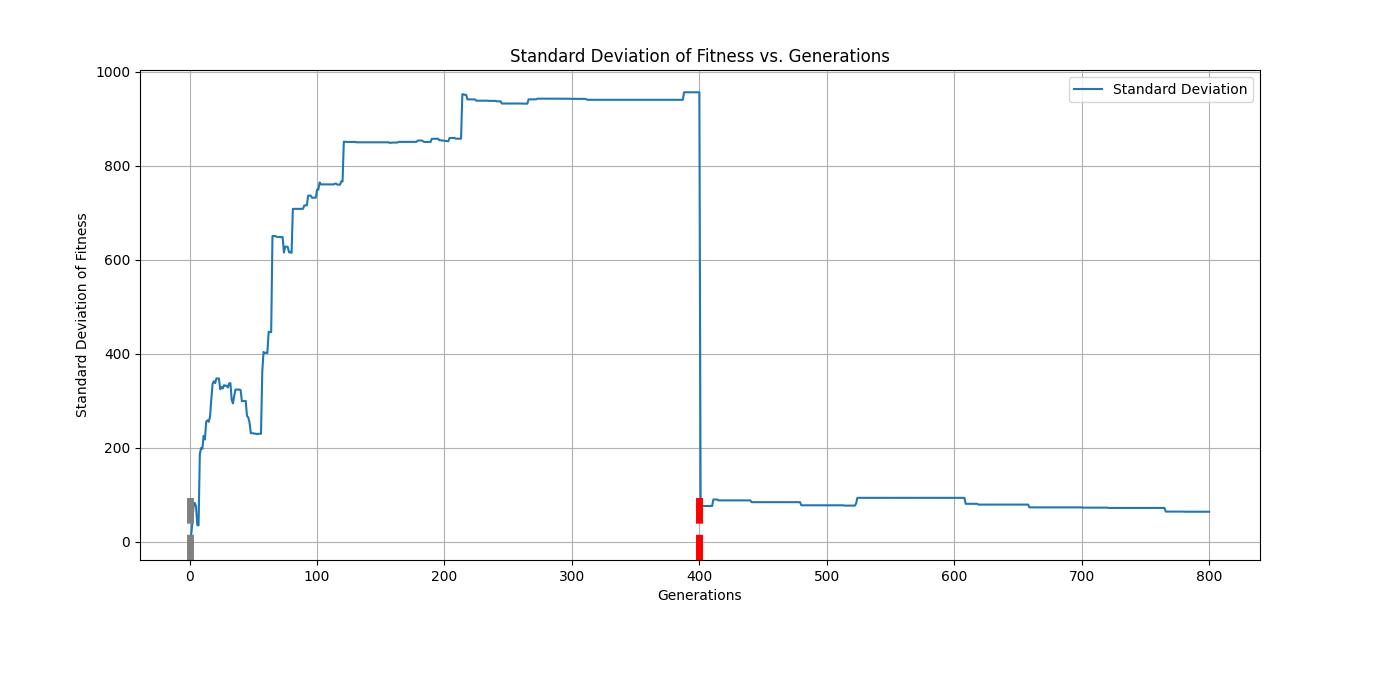 Standard Deviation of Fitness vs. Generations
Standard Deviation
Standard Deviation of Fitness
1000
800
600
400
200
0
0 100 200 300 400 500 600 700 800
Generations